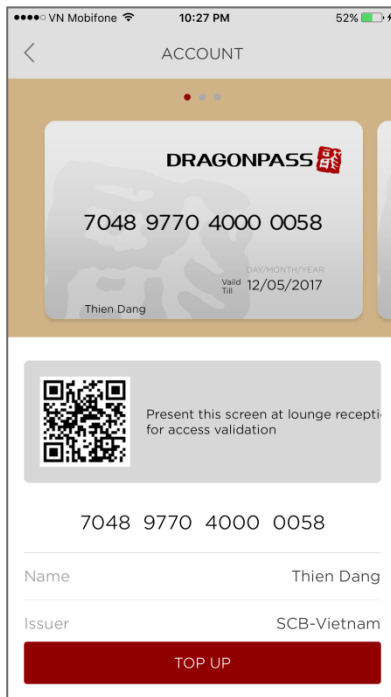 VN Mobifone 10:27 PM 52%
ACCOUNT
DRAGONPASS
7048 9770 4000 0058
DAY/MONTH/YEAR
Vaild Till 12/05/2017
Thien Dang
Present this screen at lounge recepti
for access validation
7048 9770 4000 0058
Name Thien Dang
Issuer SCB-Vietnam
TOP UP